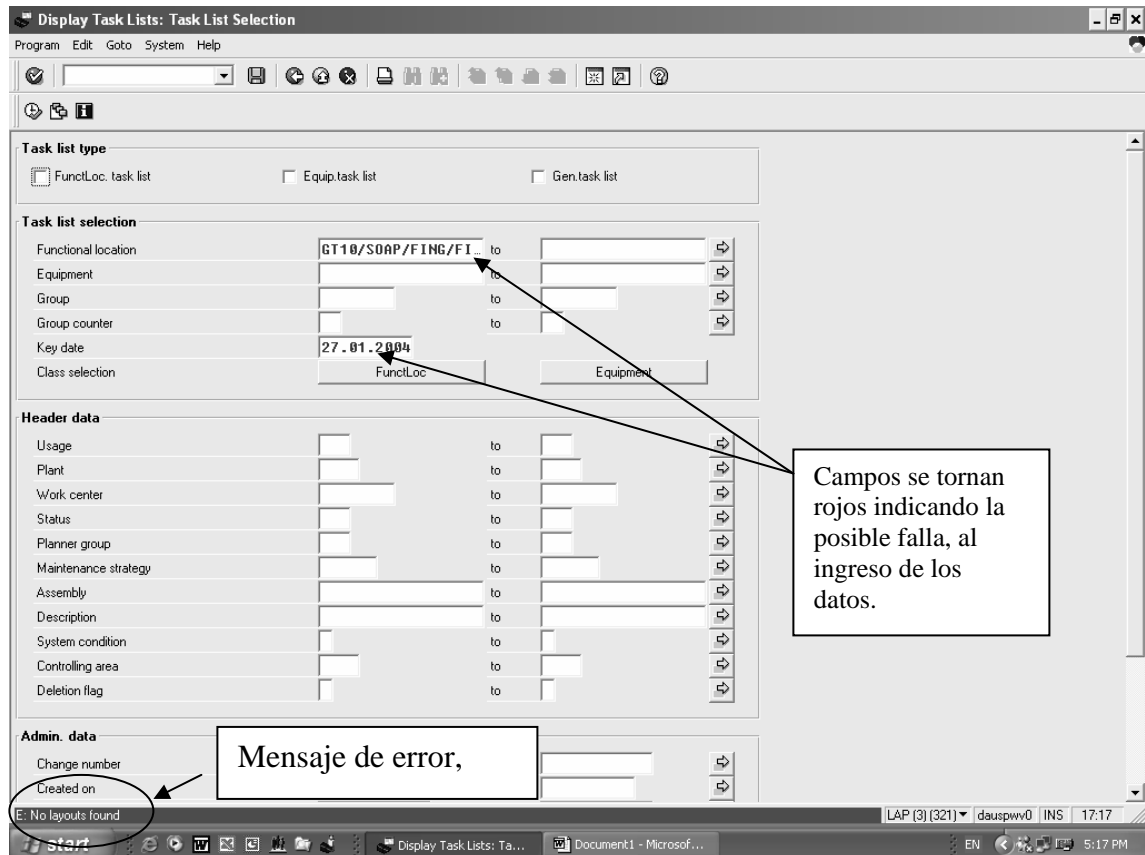 Display Task Lists: Task List Selection
Program Edit Goto System Help
Task list type
FunctLoc. task list Equip.task list Gen.task list
Task list selection
Functional location GT10/SOAP/FING/FI… to
Equipment to
Group to
Group counter to
Key date 27.01.2004
Class selection FunctLoc Equipment
Header data
Usage to
Plant to
Work center to
Status to
Planner group to
Maintenance strategy to
Assembly to
Description to
System condition to
Controlling area to
Deletion flag to
Campos se tornan
rojos indicando la
posible falla, al
ingreso de los
datos.
Admin. data
Change number
Created on
Mensaje de error,
E: No layouts found LAP (3) (321) dauspwv0 INS 17:17
start Display Task Lists: Ta... Document1 - Microsof... EN 5:17 PM